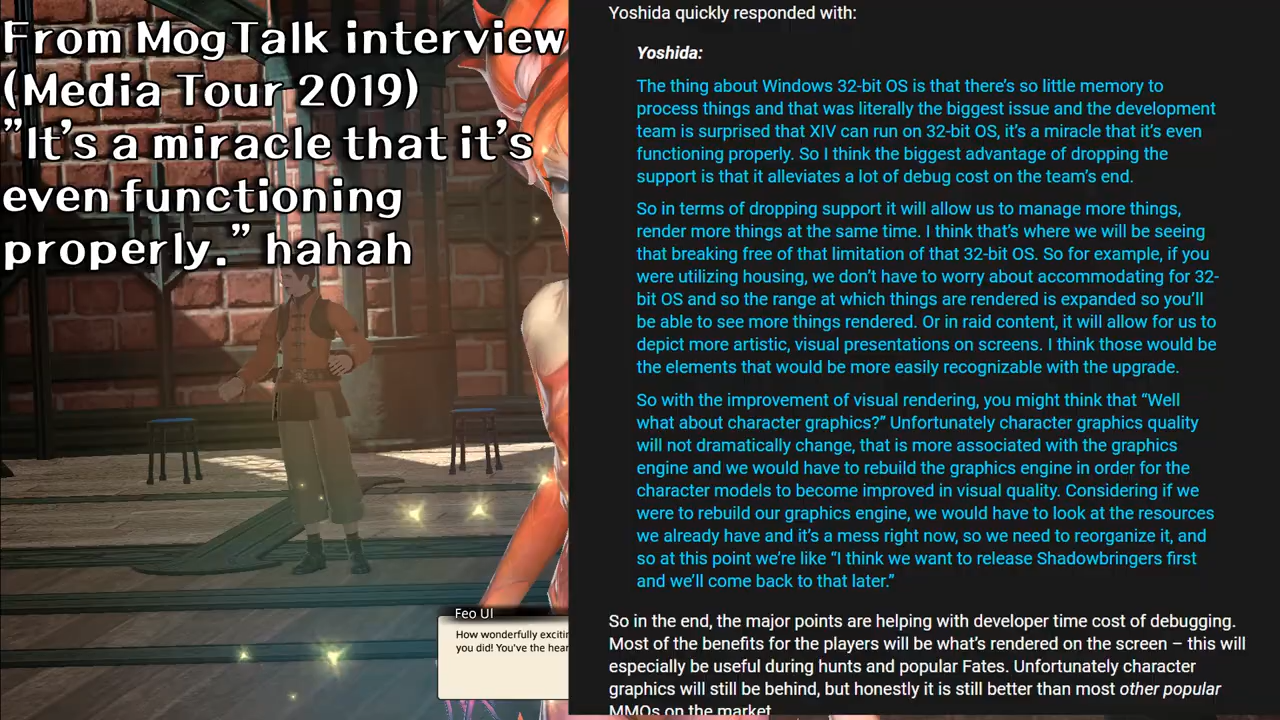 From MogTalk interview
(Media Tour 2019)
"It's a miracle that it's
even functioning
properly." hahah
Feo Ul
How wonderfully excitin
you did! You've the hear
Yoshida quickly responded with:
Yoshida:
The thing about Windows 32-bit OS is that there's so little memory to
process things and that was literally the biggest issue and the development
team is surprised that XIV can run on 32-bit OS, it's a miracle that it's even
functioning properly. So I think the biggest advantage of dropping the
support is that it alleviates a lot of debug cost on the team's end.
So in terms of dropping support it will allow us to manage more things,
render more things at the same time. I think that's where we will be seeing
that breaking free of that limitation of that 32-bit OS. So for example, if you
were utilizing housing, we don't have to worry about accommodating for 32-
bit OS and so the range at which things are rendered is expanded so you'll
be able to see more things rendered. Or in raid content, it will allow for us to
depict more artistic, visual presentations on screens. I think those would be
the elements that would be more easily recognizable with the upgrade.
So with the improvement of visual rendering, you might think that “Well
what about character graphics?” Unfortunately character graphics quality
will not dramatically change, that is more associated with the graphics
engine and we would have to rebuild the graphics engine in order for the
character models to become improved in visual quality. Considering if we
were to rebuild our graphics engine, we would have to look at the resources
we already have and it's a mess right now, so we need to reorganize it, and
so at this point we're like “I think we want to release Shadowbringers first
and we'll come back to that later.”
So in the end, the major points are helping with developer time cost of debugging.
Most of the benefits for the players will be what's rendered on the screen – this will
especially be useful during hunts and popular Fates. Unfortunately character
graphics will still be behind, but honestly it is still better than most other popular
MMOs on the market